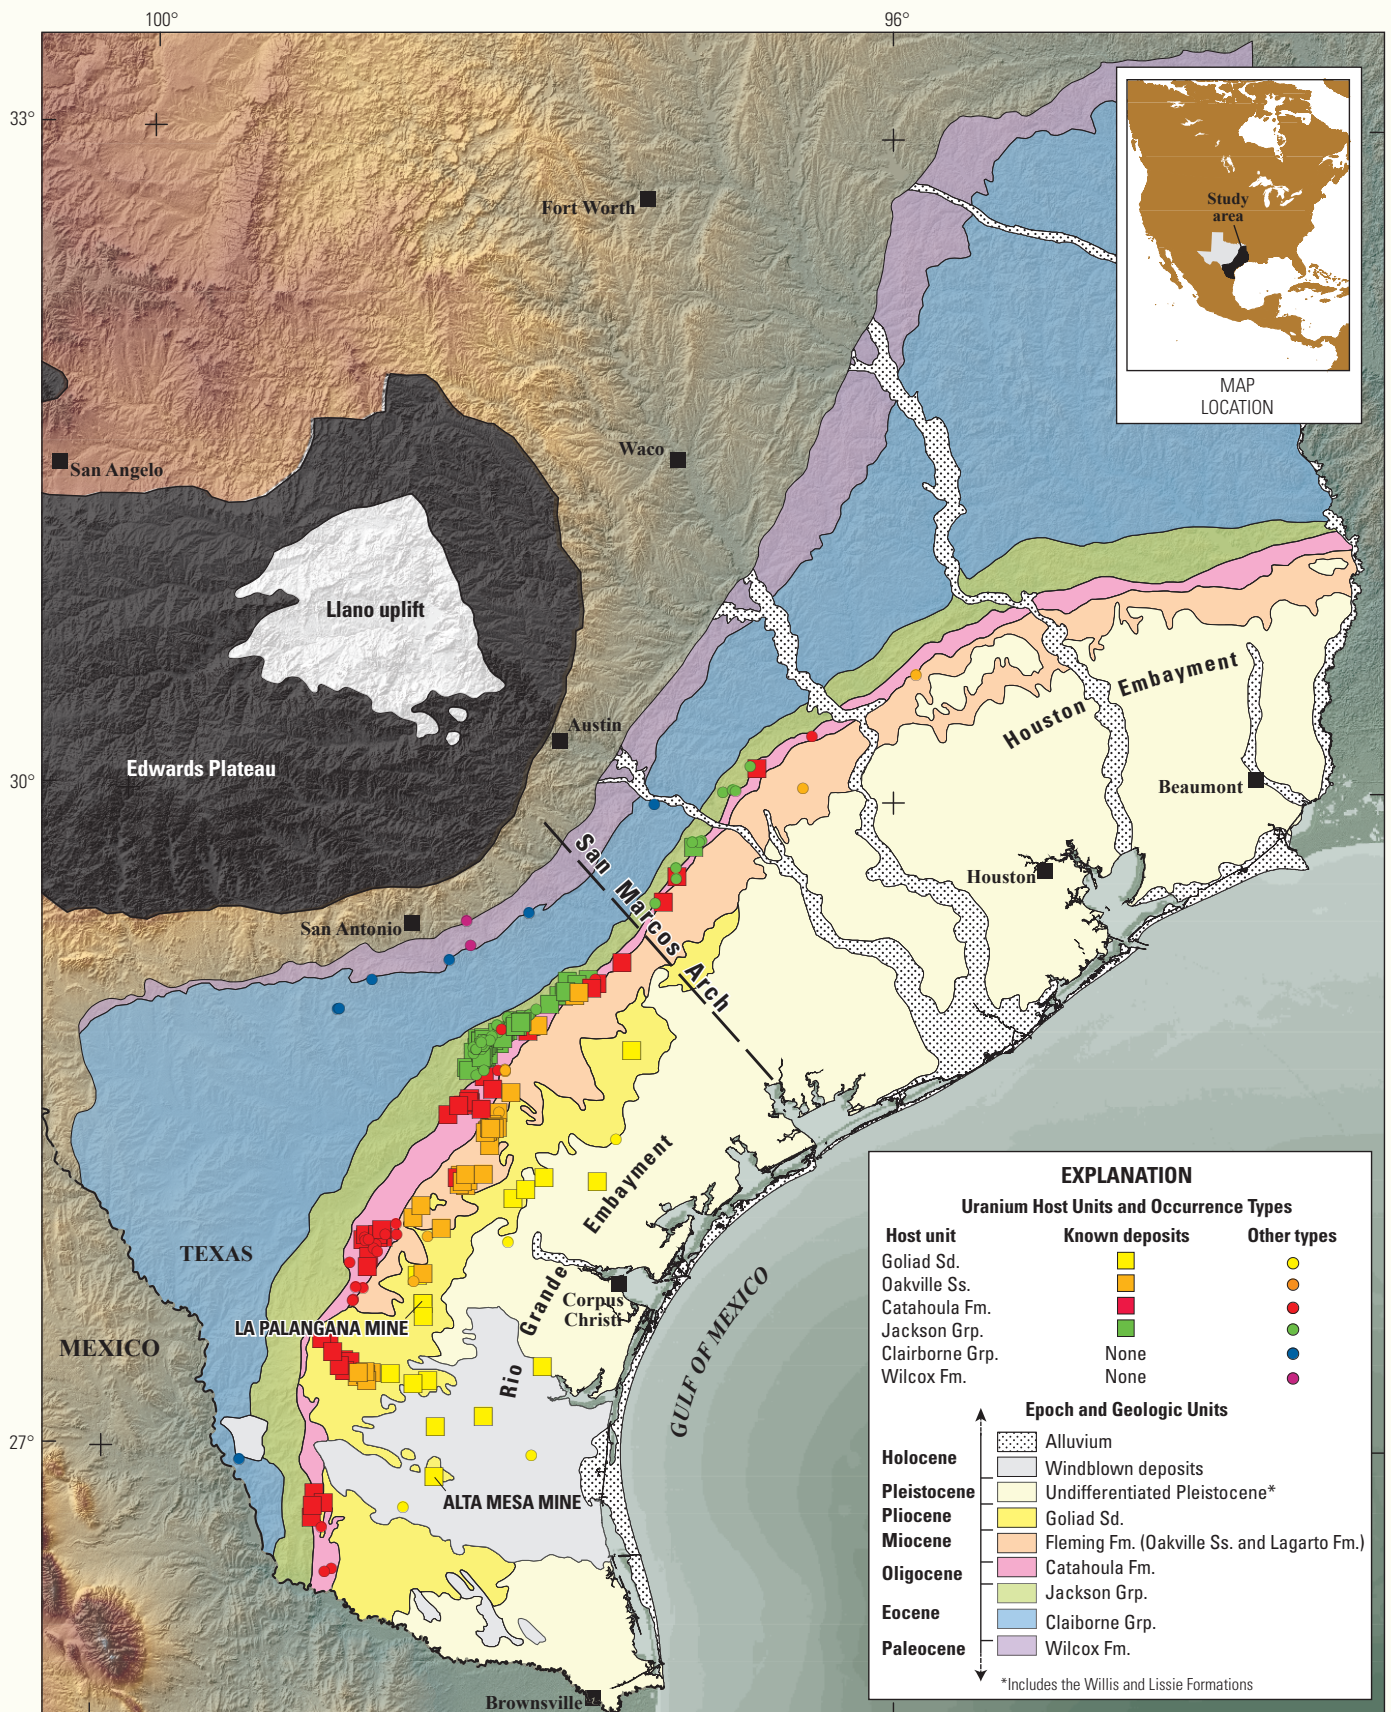 100°
96°
33°
30°
27°
Study
area
MAP
LOCATION
Fort Worth
Waco
San Angelo
Llano uplift
Edwards Plateau
Austin
San Antonio
Houston Embayment
Beaumont
Houston
San Marcos Arch
Rio Grande Embayment
TEXAS
MEXICO
LA PALANGANA MINE
Corpus
Christi
GULF OF MEXICO
ALTA MESA MINE
Brownsville
EXPLANATION
Uranium Host Units and Occurrence Types
Host unit Known deposits Other types
Goliad Sd.
Oakville Ss.
Catahoula Fm.
Jackson Grp.
Clairborne Grp. None
Wilcox Fm. None
Epoch and Geologic Units
Holocene
Pleistocene
Pliocene
Miocene
Oligocene
Eocene
Paleocene
Alluvium
Windblown deposits
Undifferentiated Pleistocene*
Goliad Sd.
Fleming Fm. (Oakville Ss. and Lagarto Fm.)
Catahoula Fm.
Jackson Grp.
Claiborne Grp.
Wilcox Fm.
*Includes the Willis and Lissie Formations